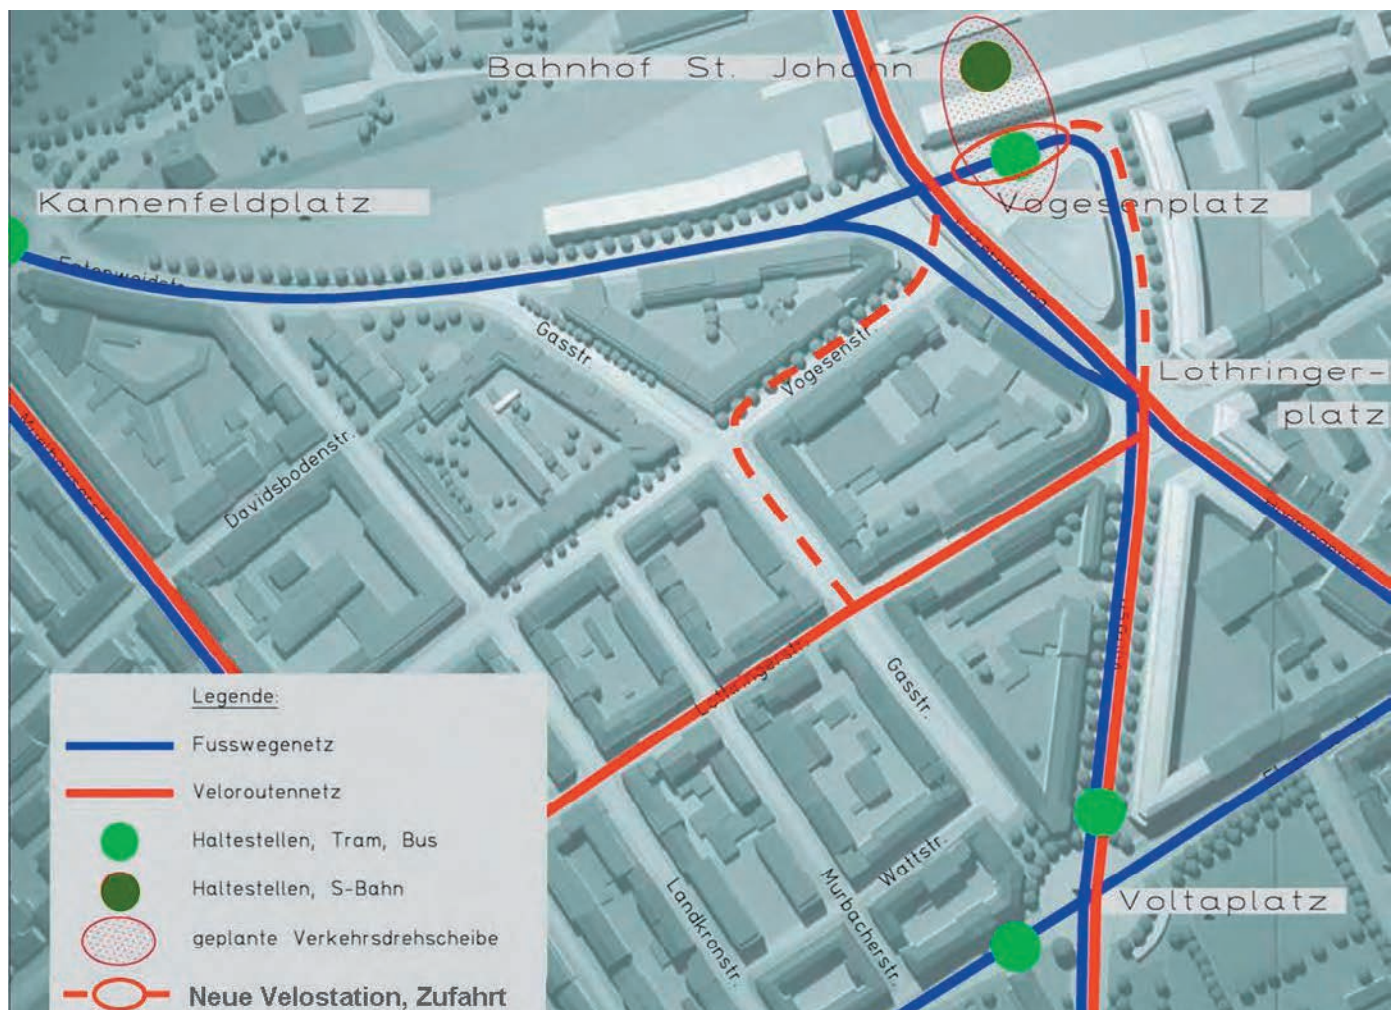 Bahnhof St. Johann
Kannenfeldplatz
Vogesenplatz
Gasstr.
Vogesenstr.
Lothringer-
platz
Davidsbodenstr.
Lothringerstr.
Gasstr.
Wattstr.
Murbacherstr.
Landkronstr.
Voltaplatz
Legende:
Fusswegenetz
Veloroutennetz
Haltestellen, Tram, Bus
Haltestellen, S-Bahn
geplante Verkehrsdrehscheibe
Neue Velostation, Zufahrt